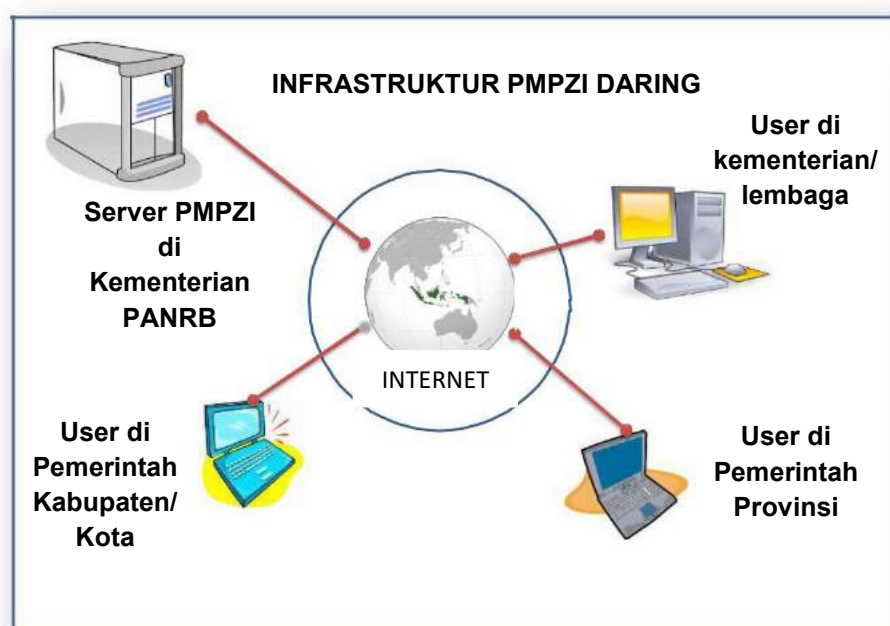 INFRASTRUKTUR PMPZI DARING
Server PMPZI
di
Kementerian
PANRB
User di
kementerian/
lembaga
INTERNET
User di
Pemerintah
Kabupaten/
Kota
User di
Pemerintah
Provinsi